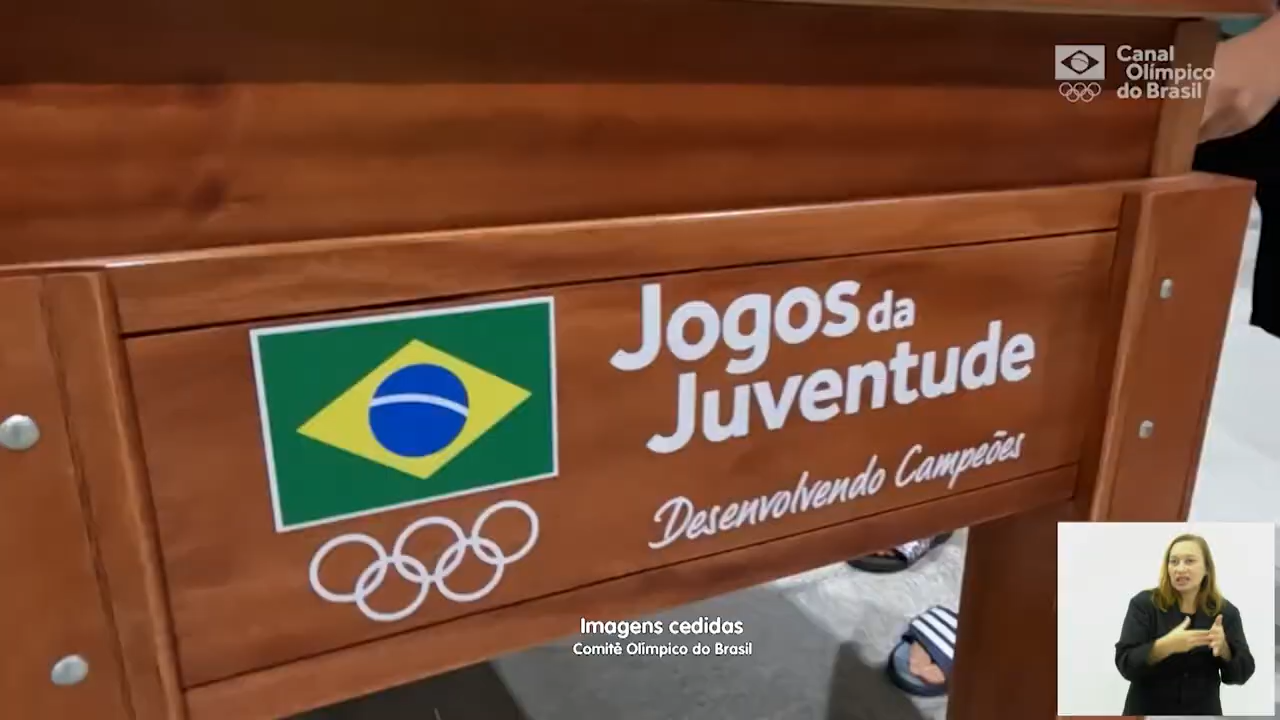 Canal
Olímpico
do Brasil
Jogos da
Juventude
Desenvolvendo Campeões
Imagens cedidas
Comitê Olímpico do Brasil